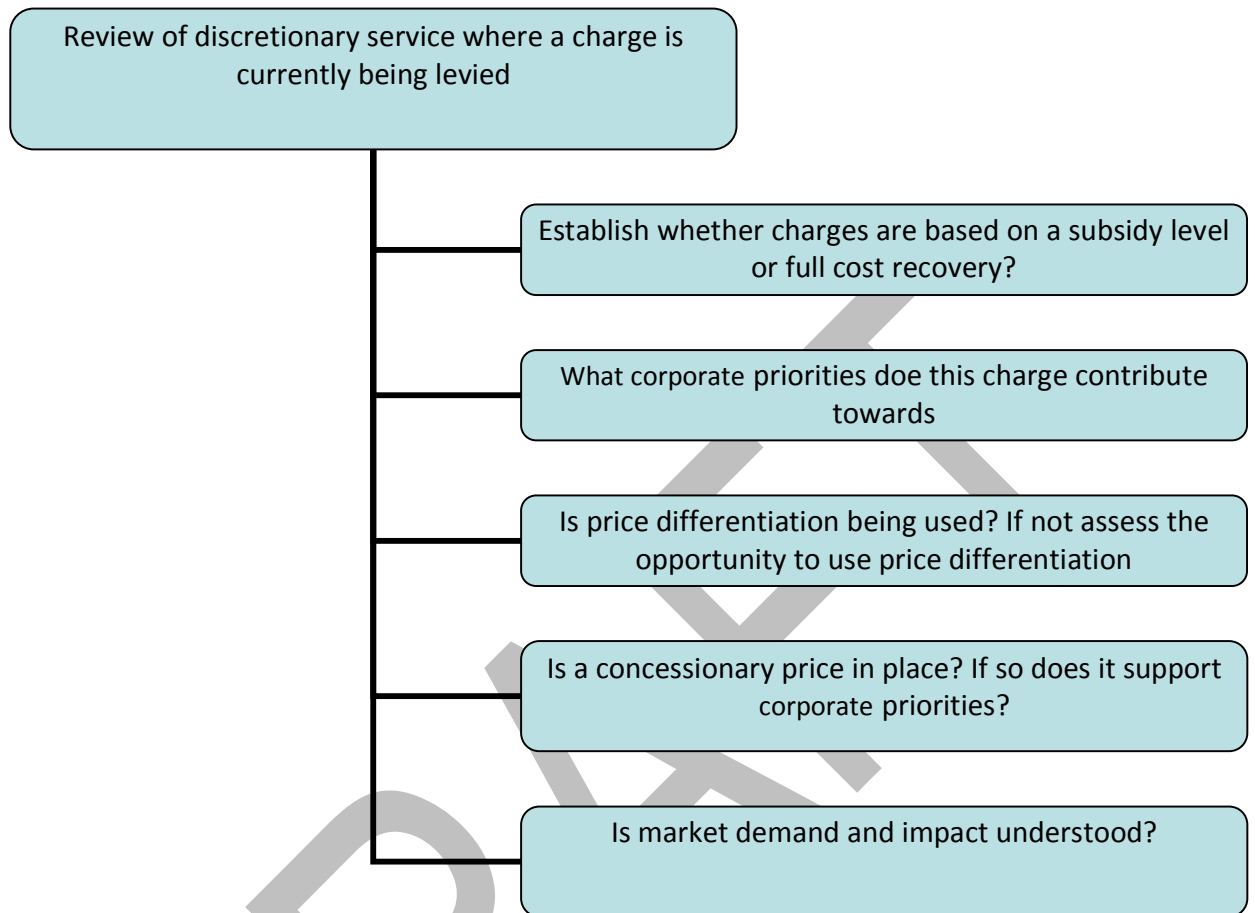 Review of discretionary service where a charge is
currently being levied
Establish whether charges are based on a subsidy level
or full cost recovery?
What corporate priorities doe this charge contribute
towards
Is price differentiation being used? If not assess the
opportunity to use price differentiation
Is a concessionary price in place? If so does it support
corporate priorities?
Is market demand and impact understood?
DRAFT